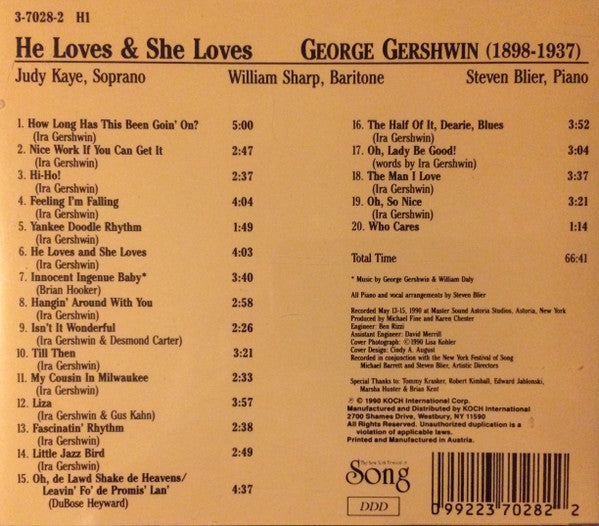 3-7028-2 H1
He Loves & She Loves GEORGE GERSHWIN (1898-1937)
Judy Kaye, Soprano William Sharp, Baritone Steven Blier, Piano
1. How Long Has This Been Goin' On? 5:00
(Ira Gershwin)
2. Nice Work If You Can Get It 2:47
(Ira Gershwin)
3. Hi-Ho! 2:37
(Ira Gershwin)
4. Feeling I'm Falling 4:04
(Ira Gershwin)
5. Yankee Doodle Rhythm 1:49
(Ira Gershwin)
6. He Loves and She Loves 4:03
(Ira Gershwin)
7. Innocent Ingenue Baby* 3:40
(Brian Hooker)
8. Hangin' Around With You 2:58
(Ira Gershwin)
9. Isn't It Wonderful 2:26
(Ira Gershwin & Desmond Carter)
10. Till Then 3:21
(Ira Gershwin)
11. My Cousin In Milwaukee 2:33
(Ira Gershwin)
12. Liza 3:57
(Ira Gershwin & Gus Kahn)
13. Fascinatin' Rhythm 2:38
(Ira Gershwin)
14. Little Jazz Bird 2:49
(Ira Gershwin)
15. Oh, de Lawd Shake de Heavens/
Leavin' Fo' de Promis' Lan' 4:37
(DuBose Heyward)
16. The Half Of It, Dearie, Blues 3:52
(Ira Gershwin)
17. Oh, Lady Be Good! 3:04
(words by Ira Gershwin)
18. The Man I Love 3:37
(Ira Gershwin)
19. Oh, So Nice 3:21
(Ira Gershwin)
20. Who Cares 1:14
Total Time 66:41
* Music by George Gershwin & William Daly
All Piano and vocal arrangements by Steven Blier
Recorded May 13-15, 1990 at Master Sound Astoria Studios, Astoria, New York
Produced by Michael Fine and Karen Chester
Engineer: Ben Rizzi
Assistant Engineer: David Merrill
Cover Photograph: ©1990 Lisa Kohler
Cover Design: Cindy A. August
Recorded in conjunction with the New York Festival of Song
Michael Barrett and Steven Blier, Artistic Directors
Special Thanks to: Tommy Krasker, Robert Kimball, Edward Jablonski,
Marsha Hunter & Brian Kent
℗ © 1990 KOCH International Corp.
Manufactured and Distributed by KOCH International
2700 Shames Drive, Westbury, NY 11590
All Rights Reserved. Unauthorized duplication is a
violation of applicable laws.
Printed and Manufactured in Austria.
The New York Festival of
Song
DDD
0 99223 70282 2